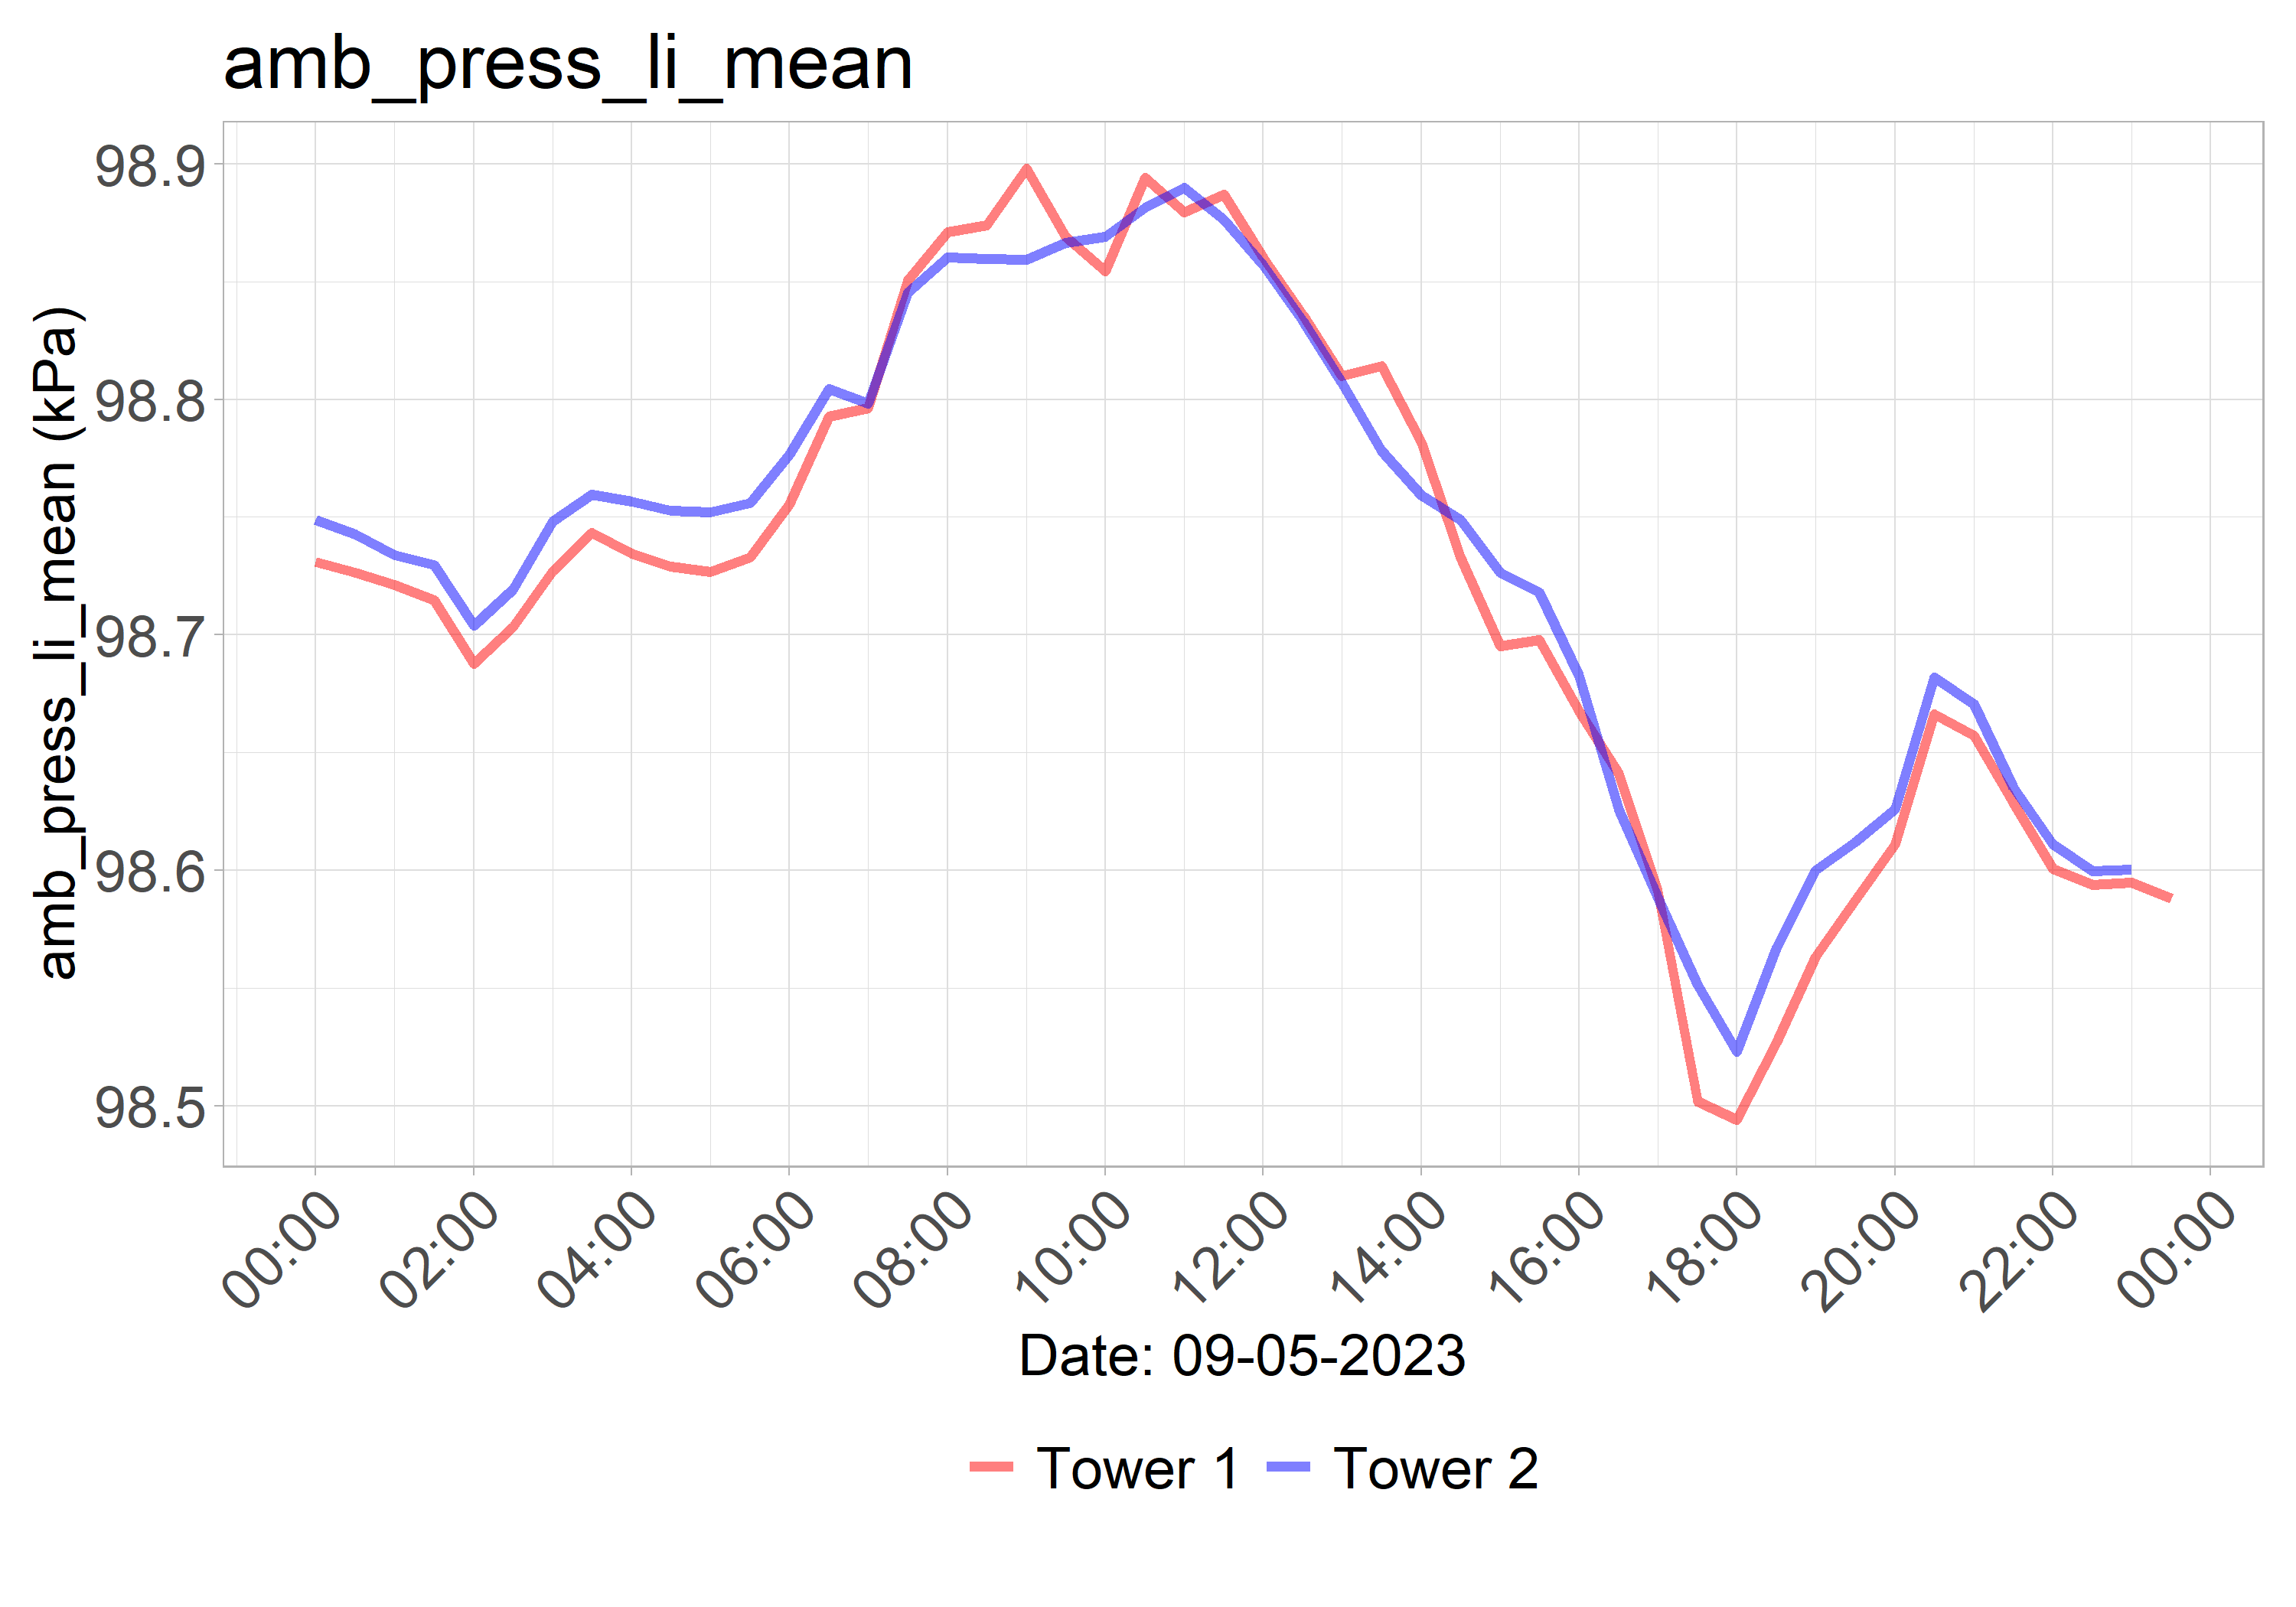 amb_press_li_mean
amb_press_li_mean (kPa)
98.9
98.8
98.7
98.6
98.5
00:00 02:00 04:00 06:00 08:00 10:00 12:00 14:00 16:00 18:00 20:00 22:00 00:00
Date: 09-05-2023
Tower 1 Tower 2